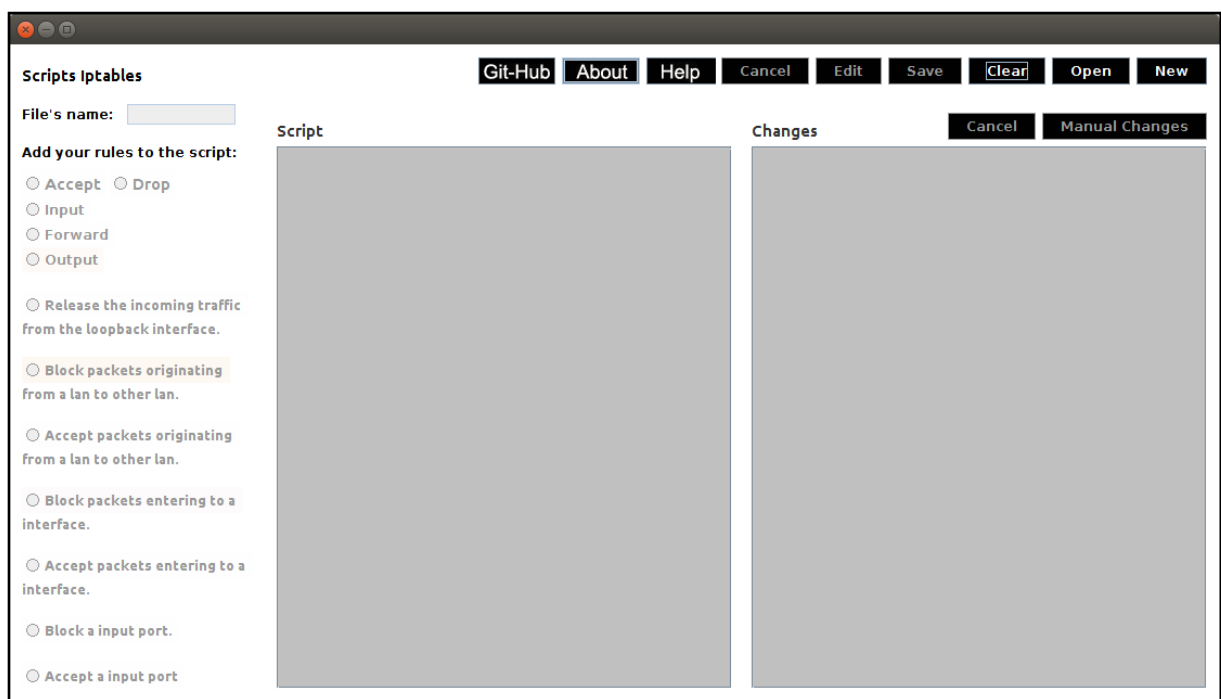 Scripts Iptables
Git-Hub About Help Cancel Edit Save Clear Open New
File's name:
Script
Changes
Cancel Manual Changes
Add your rules to the script:
Accept Drop
Input
Forward
Output
Release the incoming traffic
from the loopback interface.
Block packets originating
from a lan to other lan.
Accept packets originating
from a lan to other lan.
Block packets entering to a
interface.
Accept packets entering to a
interface.
Block a input port.
Accept a input port